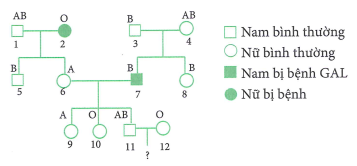 AB O B AB
1 2 3 4
B A B B
5 6 7 8
A O AB O
9 10 11 12
?
Nam bình thường
Nữ bình thường
Nam bị bệnh GAL
Nữ bị bệnh